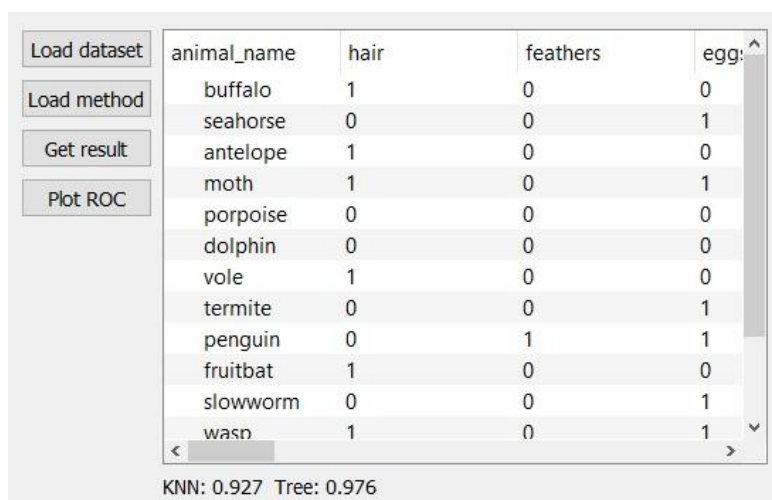 Load dataset
Load method
Get result
Plot ROC
animal_name hair feathers eggs
buffalo 1 0 0
seahorse 0 0 1
antelope 1 0 0
moth 1 0 1
porpoise 0 0 0
dolphin 0 0 0
vole 1 0 0
termite 0 0 1
penguin 0 1 1
fruitbat 1 0 0
slowworm 0 0 1
wasp 1 0 1
KNN: 0.927 Tree: 0.976